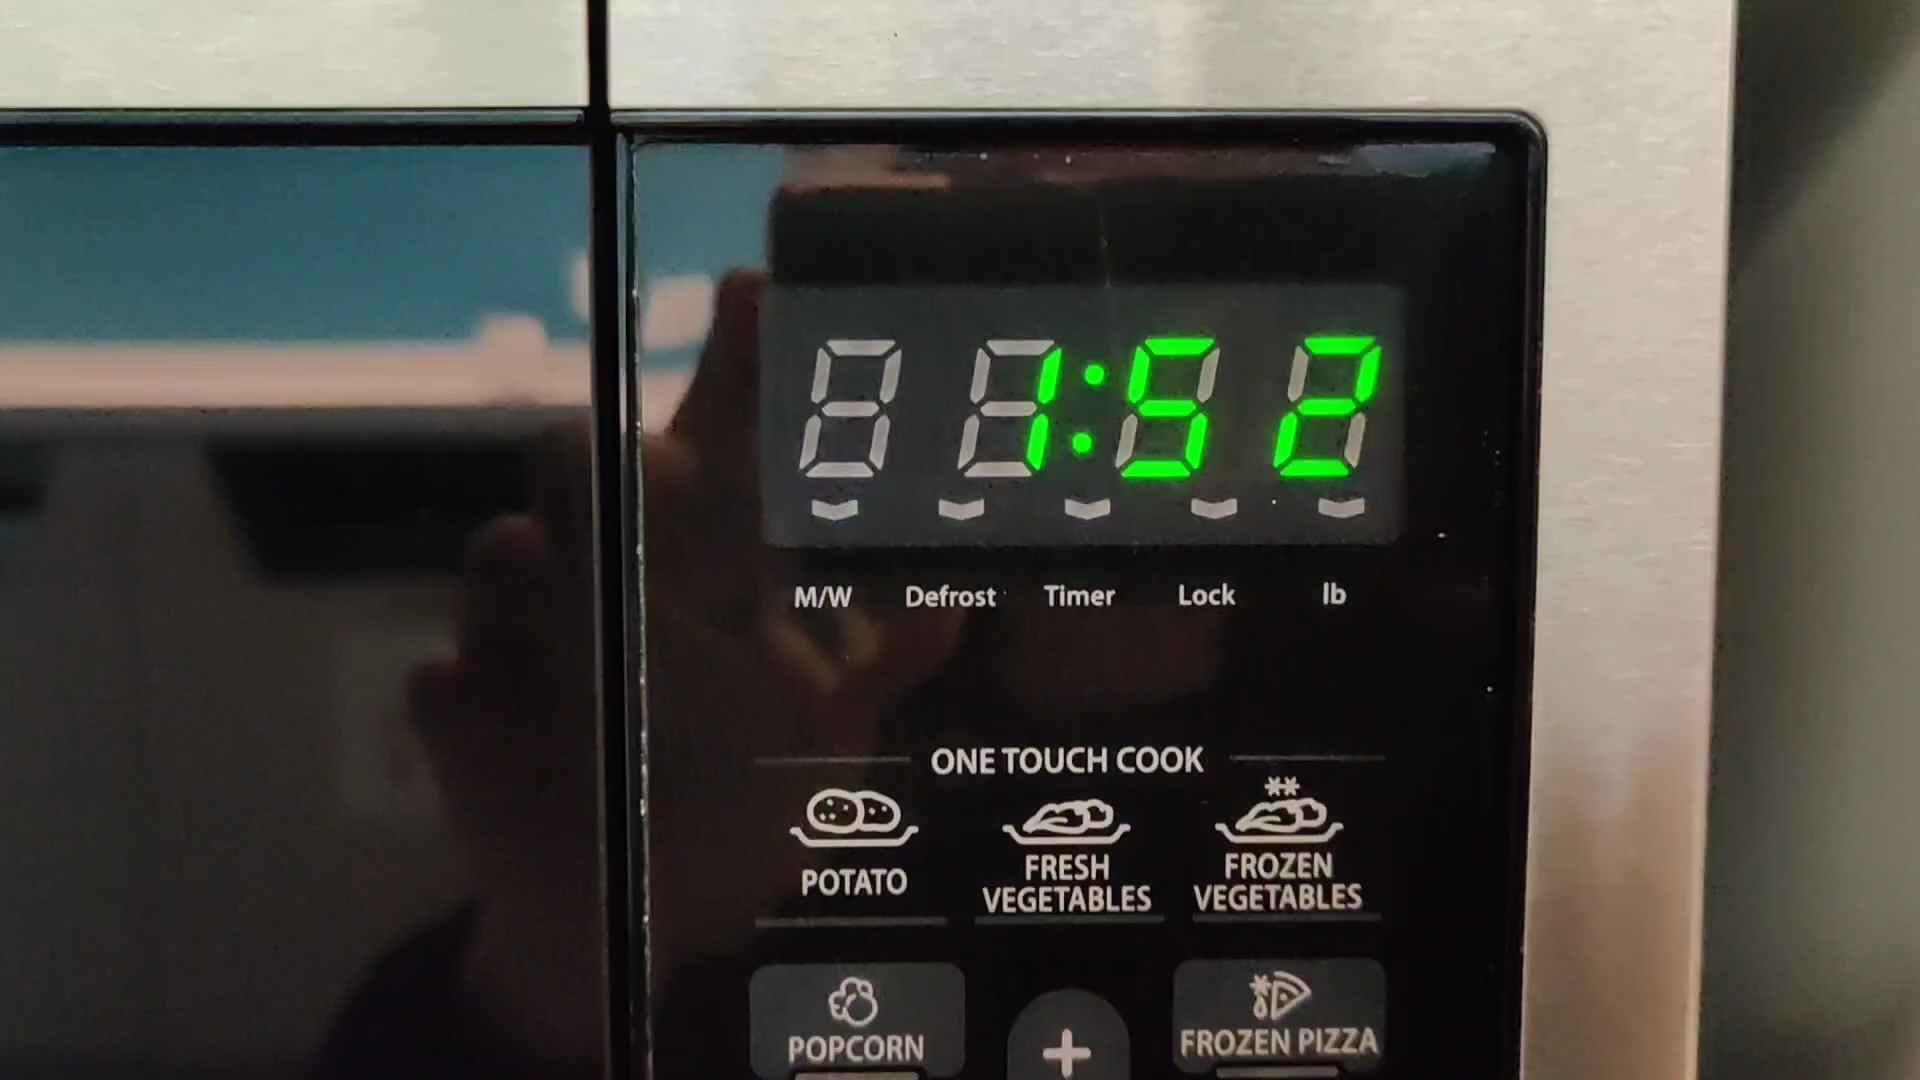 1:52
M/W Defrost Timer Lock lb
ONE TOUCH COOK
POTATO
FRESH
VEGETABLES
FROZEN
VEGETABLES
POPCORN
+
FROZEN PIZZA